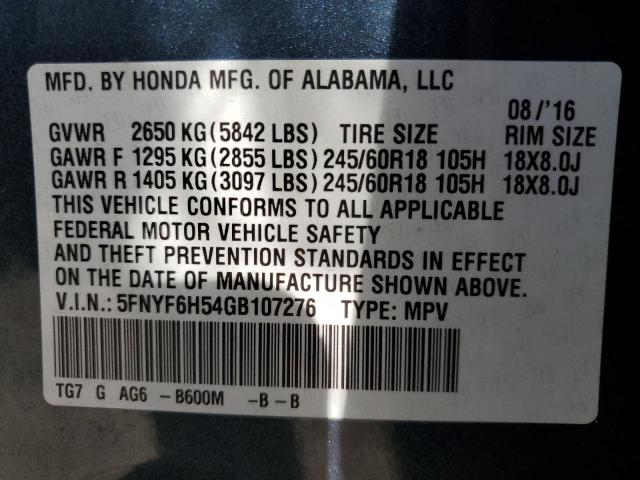 MFD. BY HONDA MFG. OF ALABAMA, LLC
08/'16
GVWR 2650 KG(5842 LBS) TIRE SIZE RIM SIZE
GAWR F 1295 KG(2855 LBS)245/60R18 105H 18X8.0J
GAWR R 1405 KG(3097 LBS)245/60R18 105H 18X8.0J
THIS VEHICLE CONFORMS TO ALL APPLICABLE
FEDERAL MOTOR VEHICLE SAFETY
AND THEFT PREVENTION STANDARDS IN EFFECT
ON THE DATE OF MANUFACTURE SHOWN ABOVE.
V.I.N.: 5FNYF6H54GB107276 TYPE: MPV
TG7 G AG6 -B600M -B-B